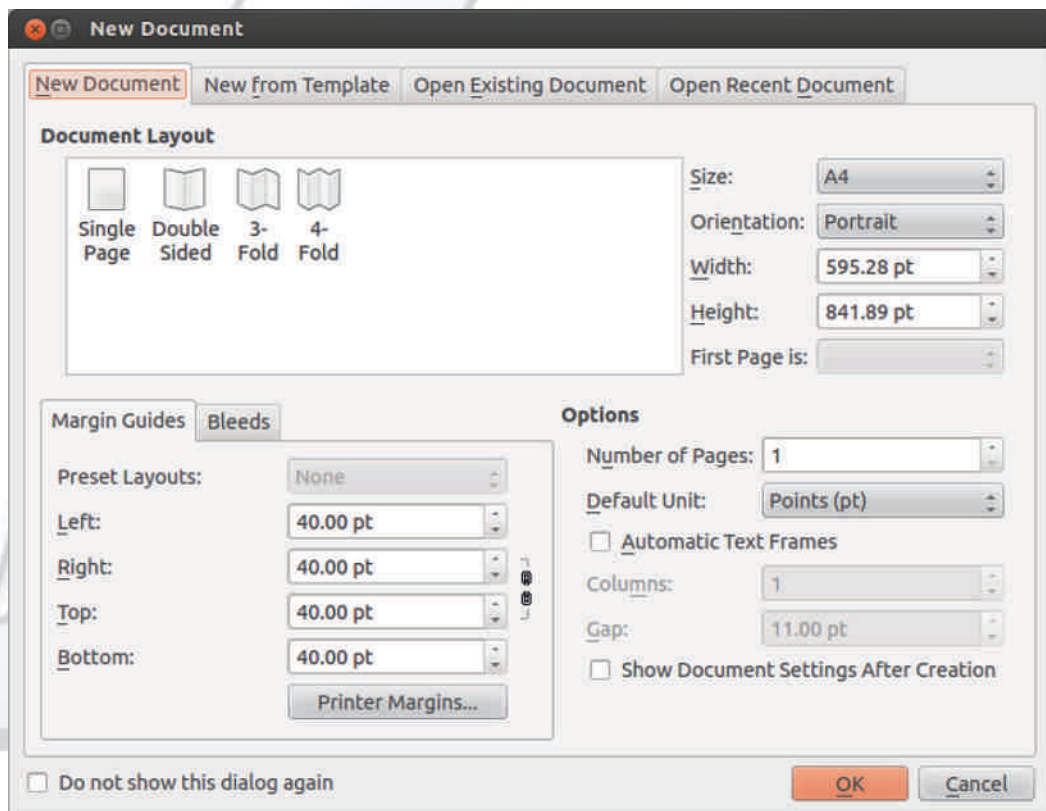 New Document
New Document New from Template Open Existing Document Open Recent Document
Document Layout
Single Page
Double Sided
3-Fold
4-Fold
Size: A4
Orientation: Portrait
Width: 595.28 pt
Height: 841.89 pt
First Page is:
Margin Guides Bleeds
Preset Layouts: None
Left: 40.00 pt
Right: 40.00 pt
Top: 40.00 pt
Bottom: 40.00 pt
Printer Margins...
Options
Number of Pages: 1
Default Unit: Points (pt)
Automatic Text Frames
Columns: 1
Gap: 11.00 pt
Show Document Settings After Creation
Do not show this dialog again
OK Cancel